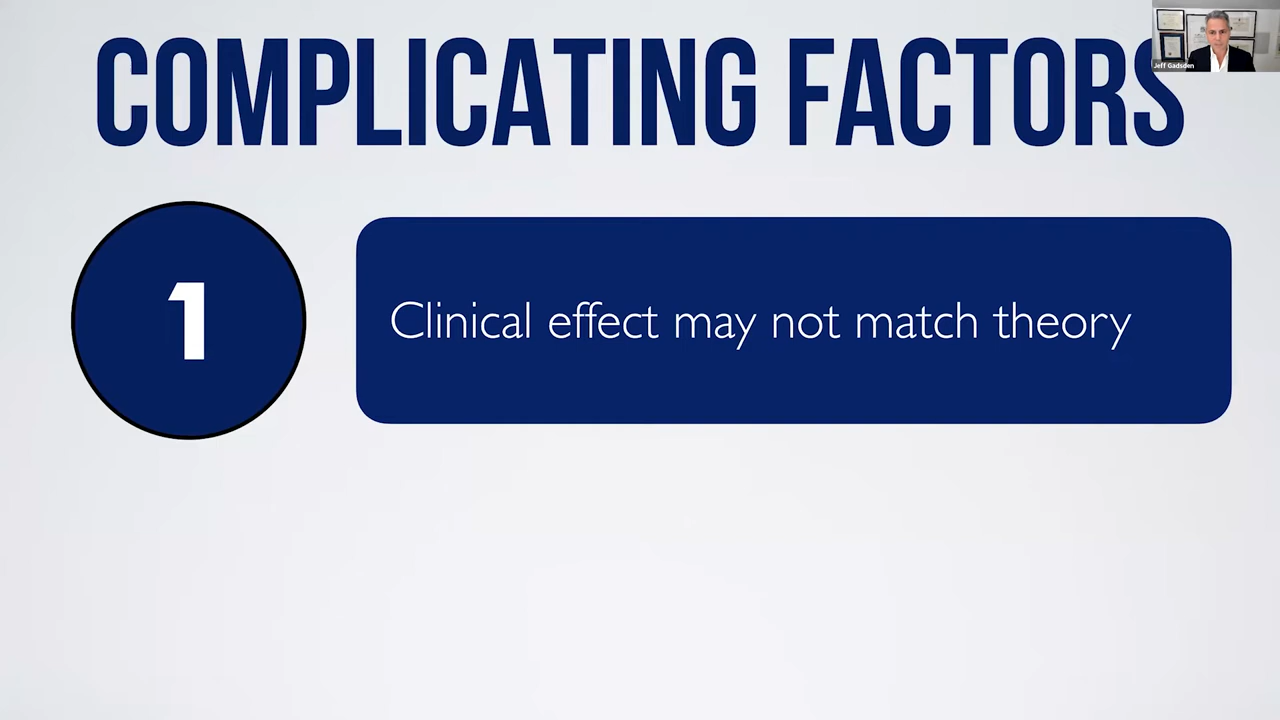 COMPLICATING FACTORS
Jeff Gadsden
1
Clinical effect may not match theory